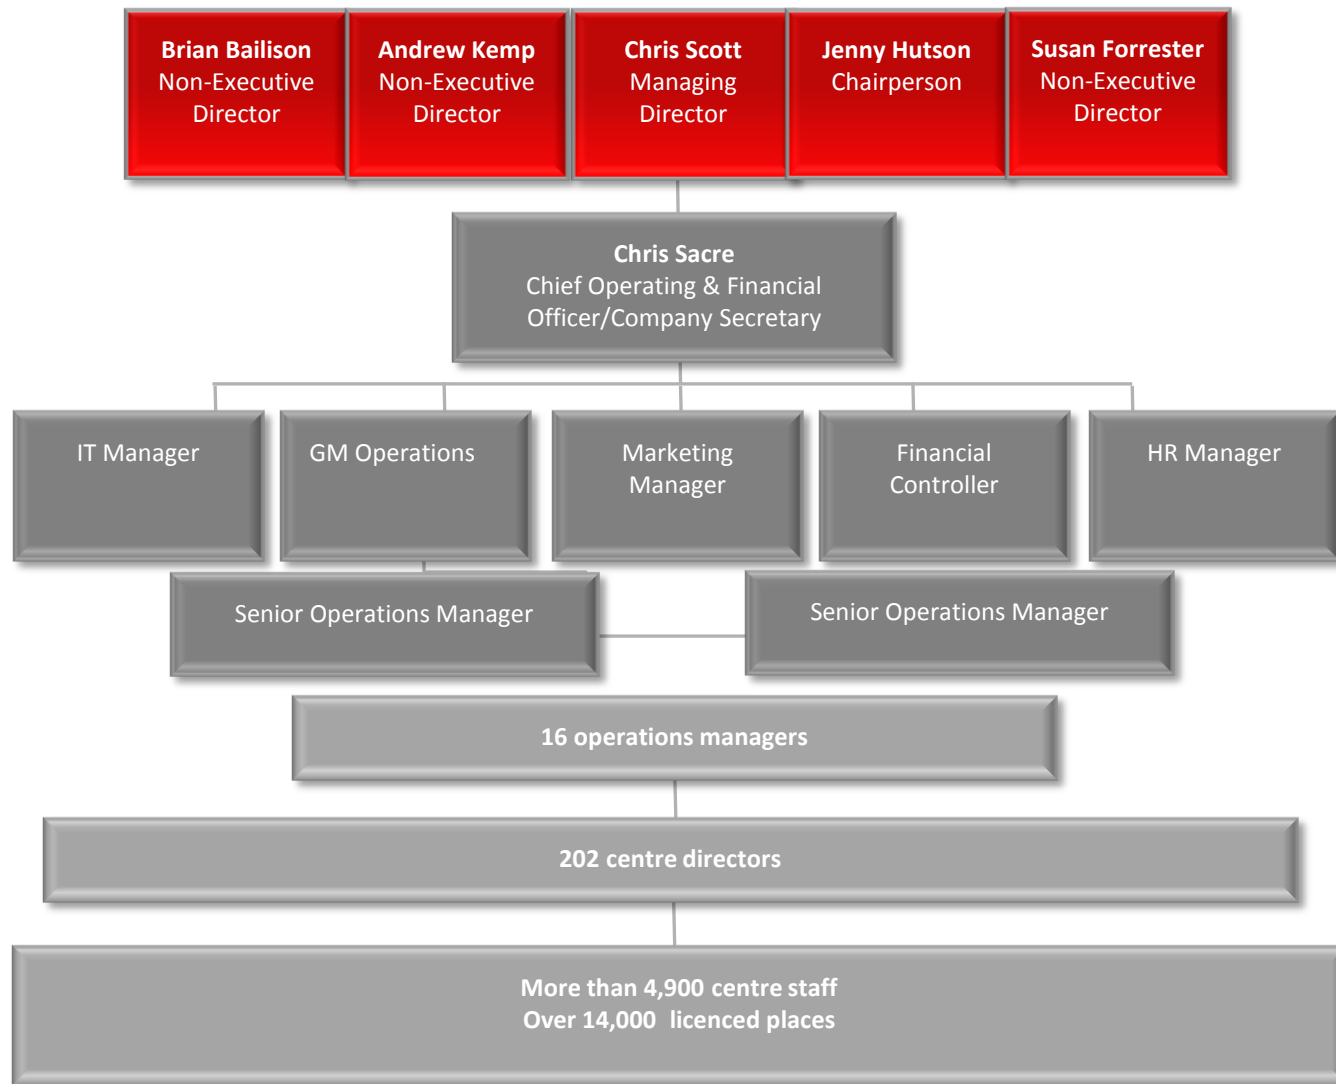 Brian Bailison
Non-Executive
Director
Andrew Kemp
Non-Executive
Director
Chris Scott
Managing
Director
Jenny Hutson
Chairperson
Susan Forrester
Non-Executive
Director
Chris Sacre
Chief Operating & Financial
Officer/Company Secretary
IT Manager
GM Operations
Marketing
Manager
Financial
Controller
HR Manager
Senior Operations Manager
Senior Operations Manager
16 operations managers
202 centre directors
More than 4,900 centre staff
Over 14,000 licenced places